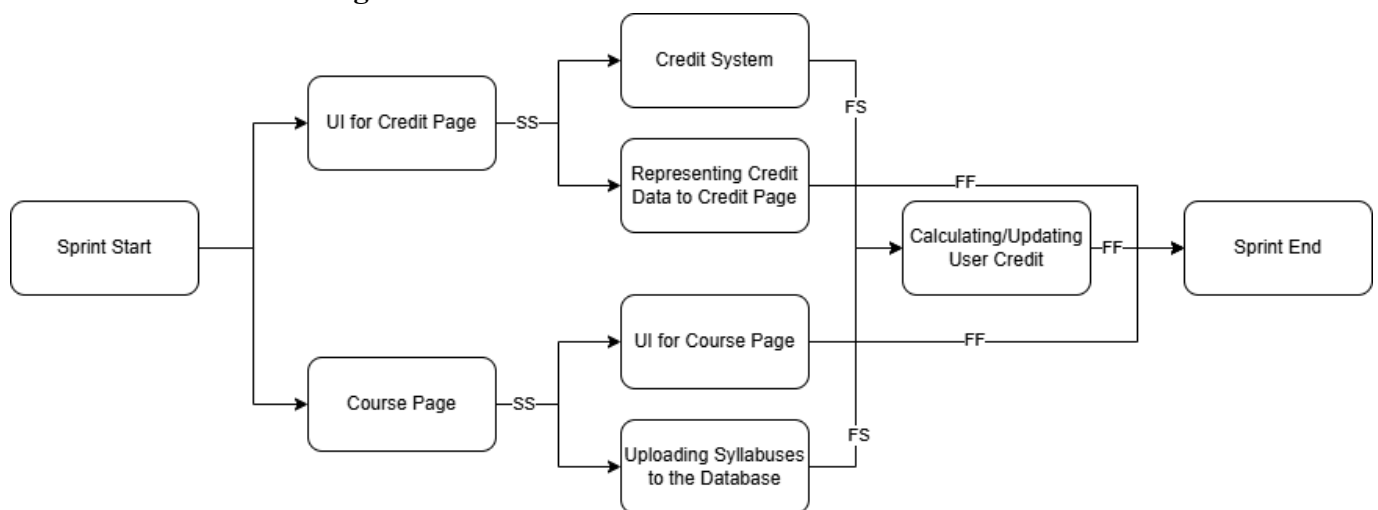 Credit System
UI for Credit Page
SS
FS
Representing Credit
Data to Credit Page
FF
Sprint Start
Calculating/Updating
User Credit
FF
Sprint End
UI for Course Page
FF
Course Page
SS
FS
Uploading Syllabuses
to the Database